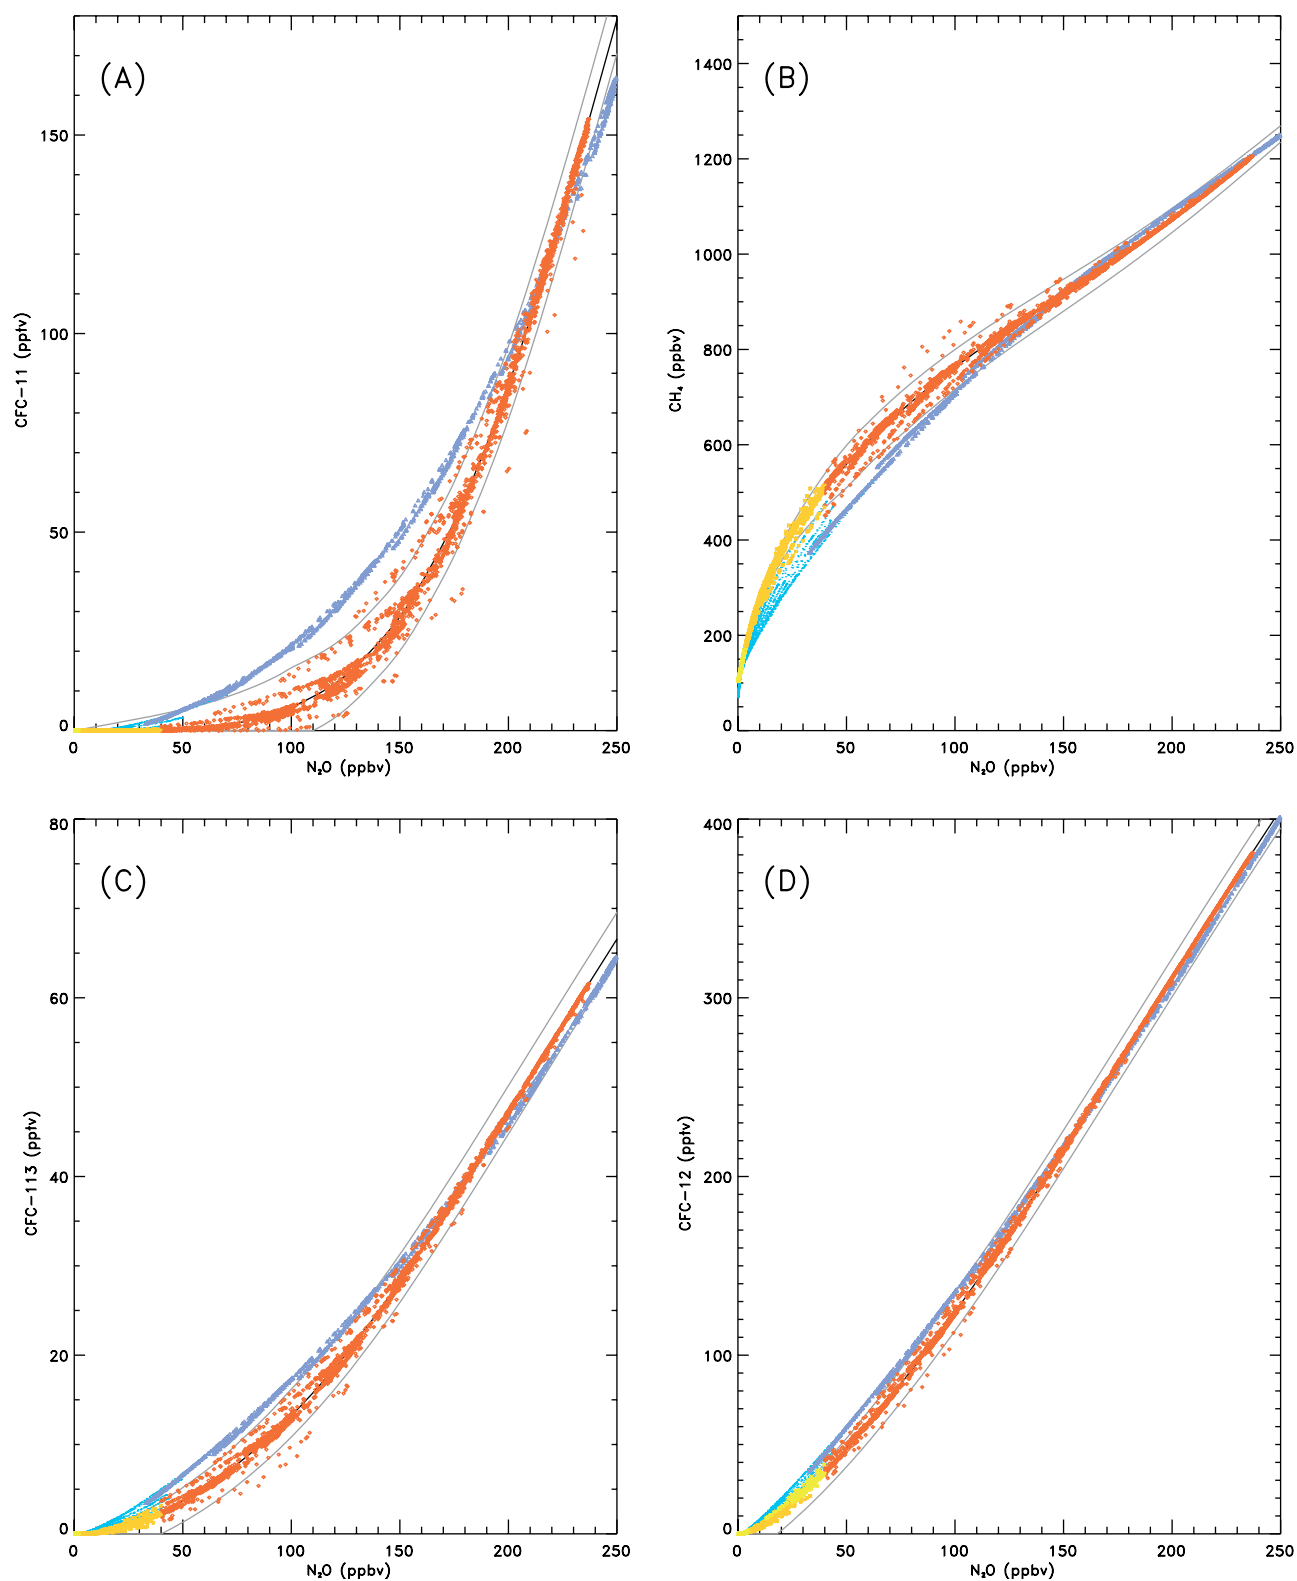 (A)
150
100
50
0
CFC-11 (pptv)
0 50 100 150 200 250
N₂O (ppbv)
(B)
1400
1200
1000
800
600
400
200
0
CH₄ (ppbv)
0 50 100 150 200 250
N₂O (ppbv)
(C)
80
60
40
20
0
CFC-113 (pptv)
0 50 100 150 200 250
N₂O (ppbv)
(D)
400
300
200
100
0
CFC-12 (pptv)
0 50 100 150 200 250
N₂O (ppbv)